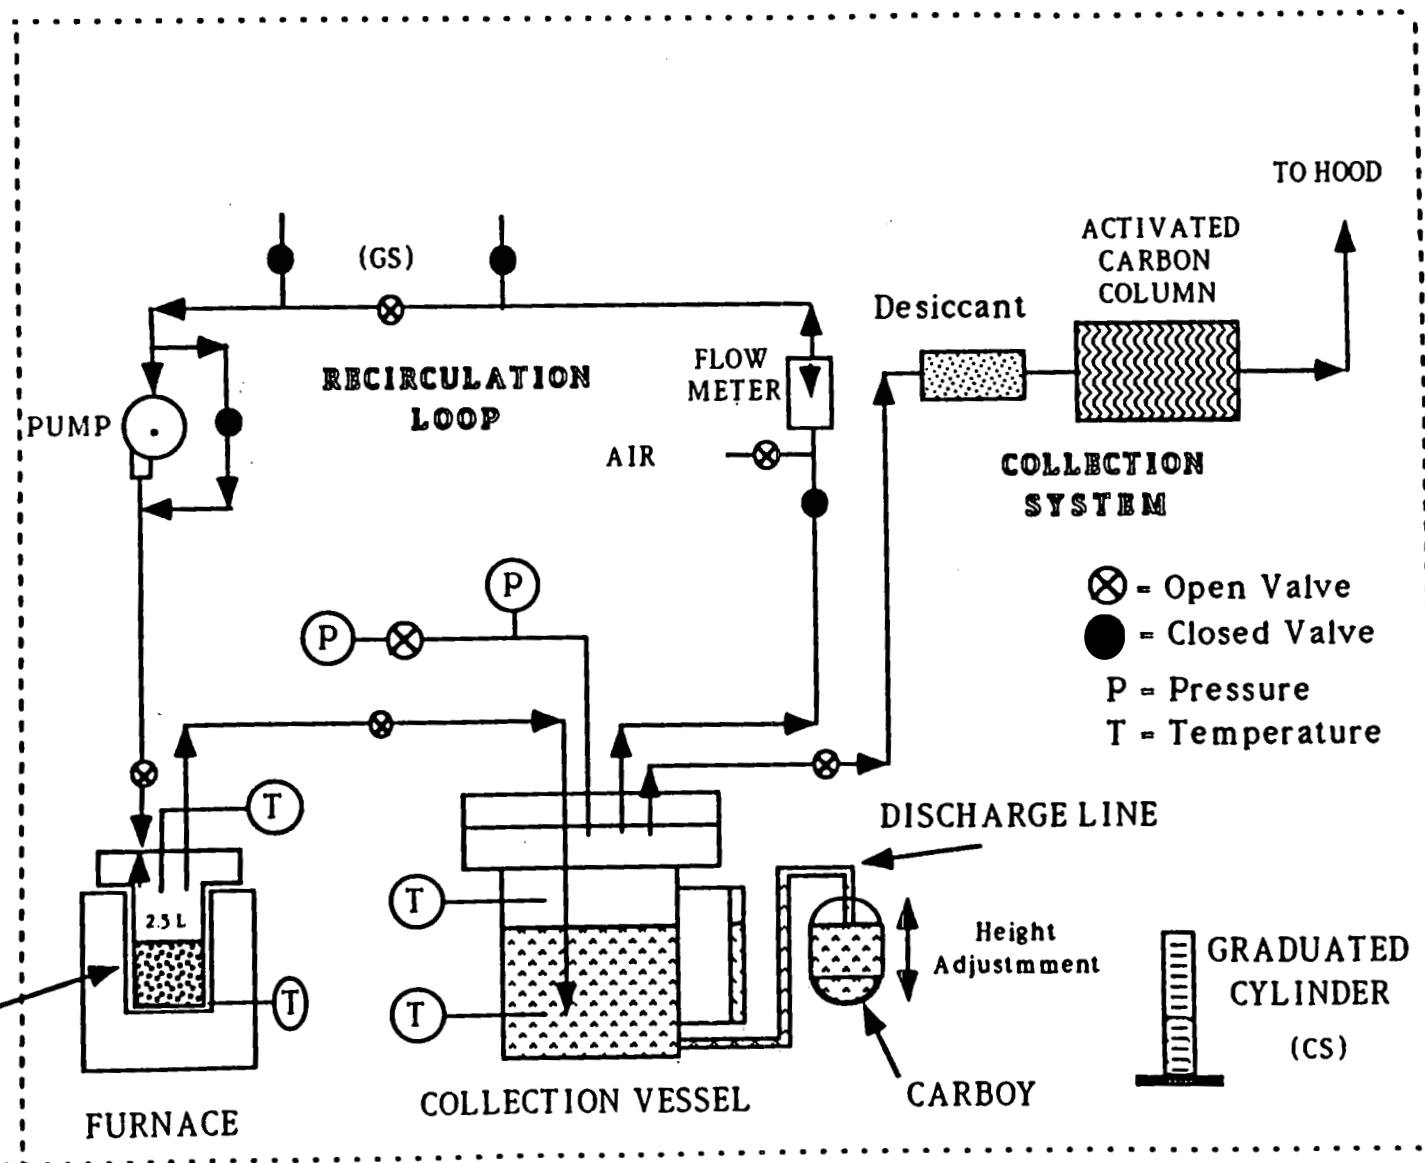 TO HOOD
ACTIVATED
CARBON
COLUMN
(GS)
Desiccant
FLOW
METER
RECIRCULATION
LOOP
PUMP
AIR
COLLECTION
SYSTEM
P
P
= Open Valve
= Closed Valve
P = Pressure
T = Temperature
T
DISCHARGE LINE
T
2.5 L
Height
Adjustmment
GRADUATED
CYLINDER
(CS)
T
T
CARBOY
COLLECTION VESSEL
FURNACE